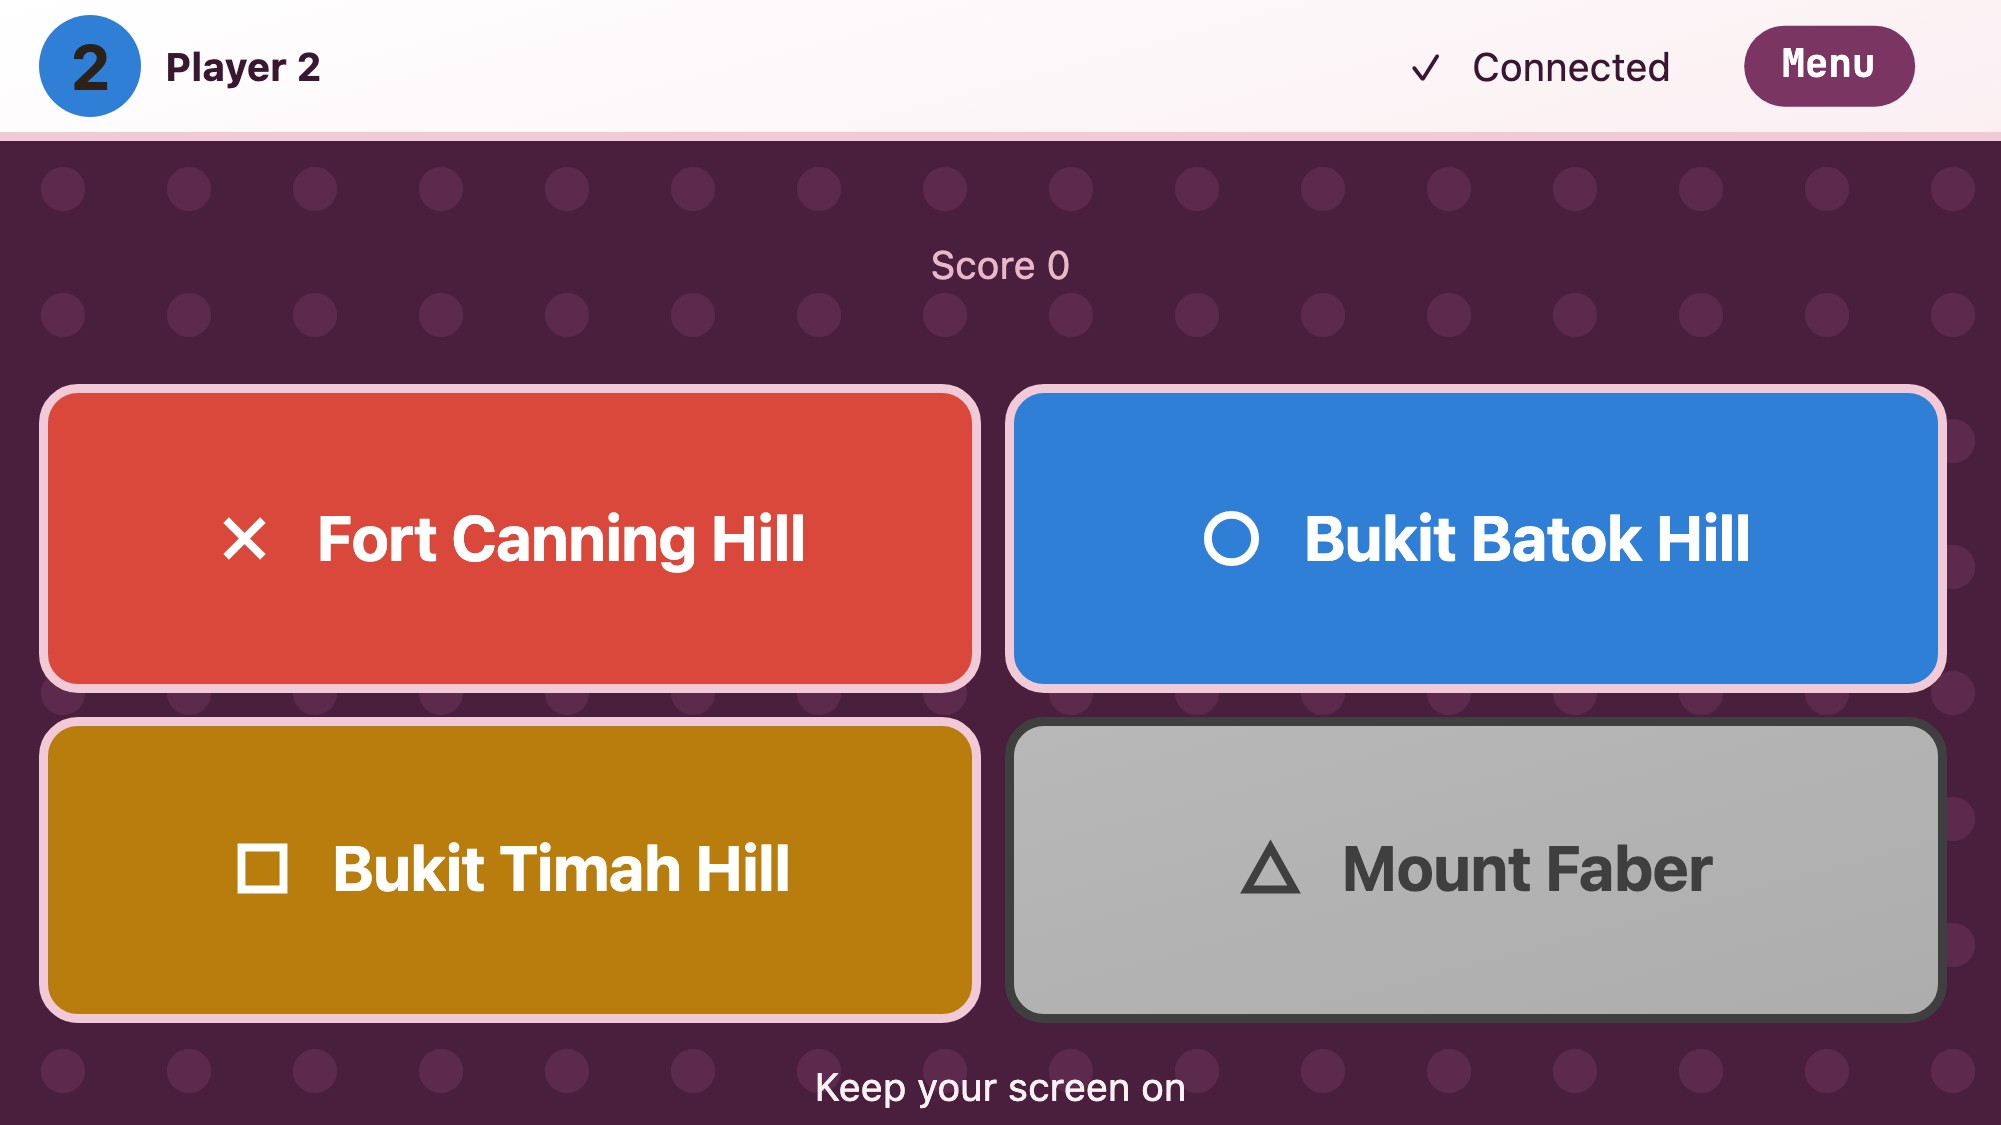 2 Player 2 ✓ Connected Menu
Score 0
✕ Fort Canning Hill
○ Bukit Batok Hill
□ Bukit Timah Hill
△ Mount Faber
Keep your screen on